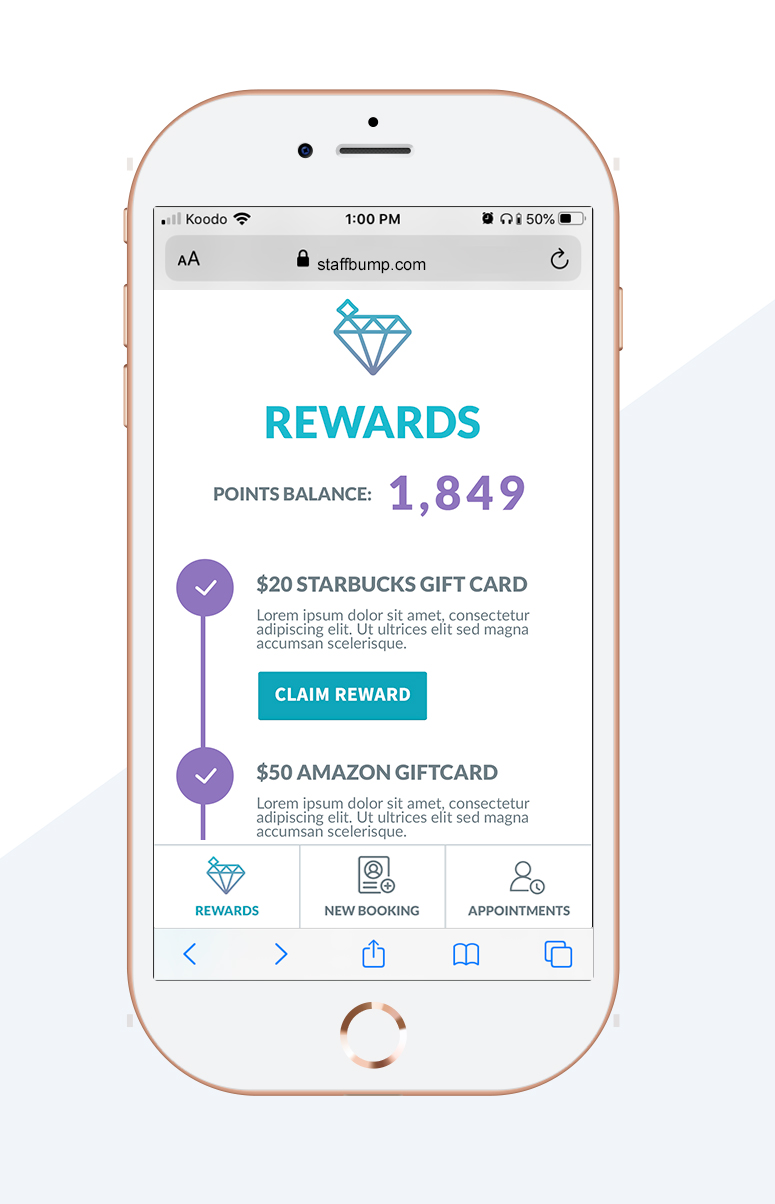 Koodo 1:00 PM 50%
AA staffbump.com
REWARDS
POINTS BALANCE: 1,849
$20 STARBUCKS GIFT CARD
Lorem ipsum dolor sit amet, consectetur
adipiscing elit. Ut ultrices elit sed magna
accumsan scelerisque.
CLAIM REWARD
$50 AMAZON GIFTCARD
Lorem ipsum dolor sit amet, consectetur
adipiscing elit. Ut ultrices elit sed magna
accumsan scelerisque.
REWARDS NEW BOOKING APPOINTMENTS